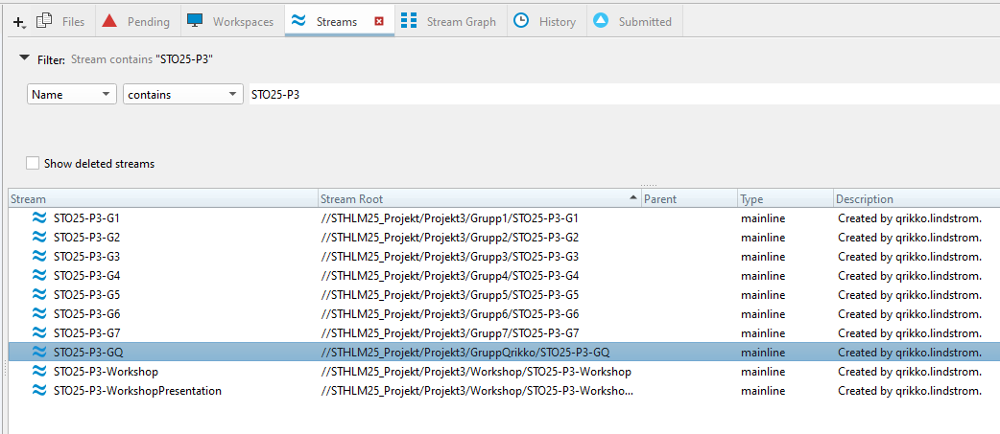 Files Pending Workspaces Streams Stream Graph History Submitted
Filter: Stream contains "STO25-P3"
Name contains STO25-P3
Show deleted streams
Stream Stream Root Parent Type Description
STO25-P3-G1 //STHLM25_Projekt/Projekt3/Grupp1/STO25-P3-G1 mainline Created by qrikko.lindstrom.
STO25-P3-G2 //STHLM25_Projekt/Projekt3/Grupp2/STO25-P3-G2 mainline Created by qrikko.lindstrom.
STO25-P3-G3 //STHLM25_Projekt/Projekt3/Grupp3/STO25-P3-G3 mainline Created by qrikko.lindstrom.
STO25-P3-G4 //STHLM25_Projekt/Projekt3/Grupp4/STO25-P3-G4 mainline Created by qrikko.lindstrom.
STO25-P3-G5 //STHLM25_Projekt/Projekt3/Grupp5/STO25-P3-G5 mainline Created by qrikko.lindstrom.
STO25-P3-G6 //STHLM25_Projekt/Projekt3/Grupp6/STO25-P3-G6 mainline Created by qrikko.lindstrom.
STO25-P3-G7 //STHLM25_Projekt/Projekt3/Grupp7/STO25-P3-G7 mainline Created by qrikko.lindstrom.
STO25-P3-GQ //STHLM25_Projekt/Projekt3/GruppQrikko/STO25-P3-GQ mainline Created by qrikko.lindstrom.
STO25-P3-Workshop //STHLM25_Projekt/Projekt3/Workshop/STO25-P3-Workshop mainline Created by qrikko.lindstrom.
STO25-P3-WorkshopPresentation //STHLM25_Projekt/Projekt3/Workshop/STO25-P3-Worksho... mainline Created by qrikko.lindstrom.